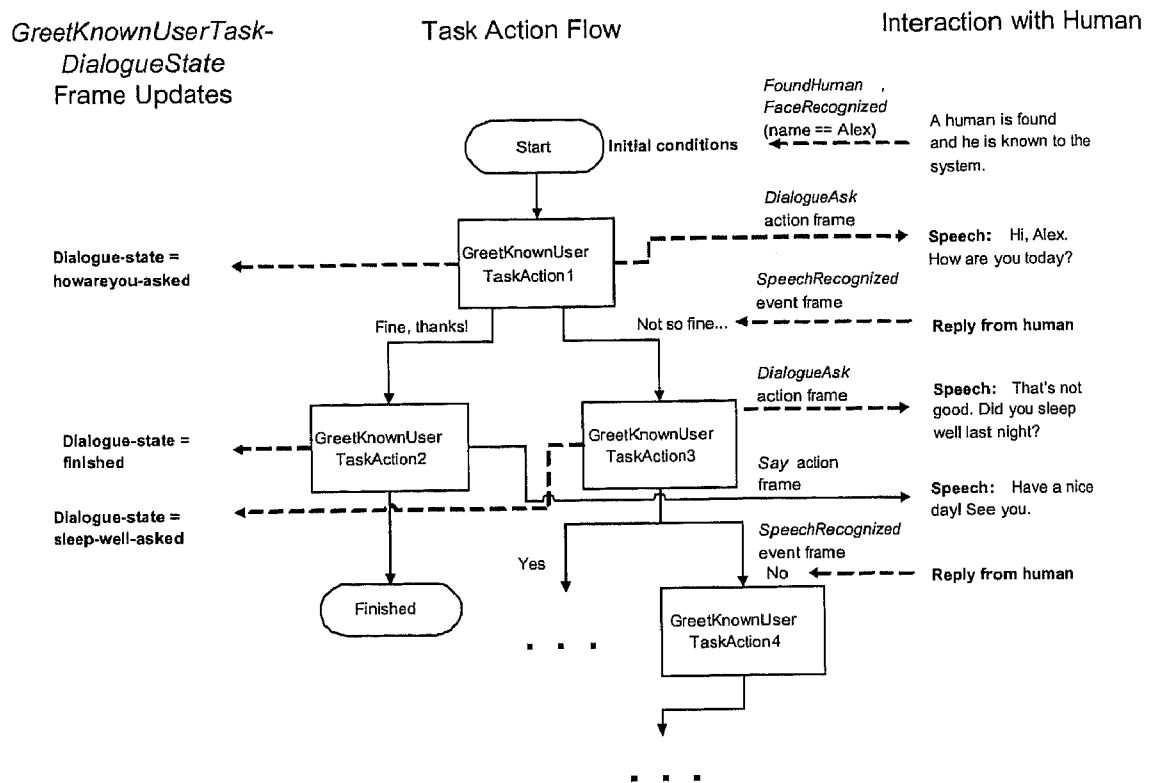 GreetKnownUserTask-
DialogueState
Frame Updates
Task Action Flow
Interaction with Human
FoundHuman ,
FaceRecognized
(name == Alex)
A human is found
and he is known to the
system.
Start
Initial conditions
DialogueAsk
action frame
Speech: Hi, Alex.
How are you today?
GreetKnownUser
TaskAction1
Dialogue-state =
howareyou-asked
SpeechRecognized
event frame
Fine, thanks!
Not so fine...
Reply from human
DialogueAsk
action frame
Speech: That's not
good. Did you sleep
well last night?
GreetKnownUser
TaskAction2
GreetKnownUser
TaskAction3
Dialogue-state =
finished
Say action
frame
Speech: Have a nice
day! See you.
Dialogue-state =
sleep-well-asked
SpeechRecognized
event frame
Yes
No
Reply from human
Finished
GreetKnownUser
TaskAction4
. . .
. . .